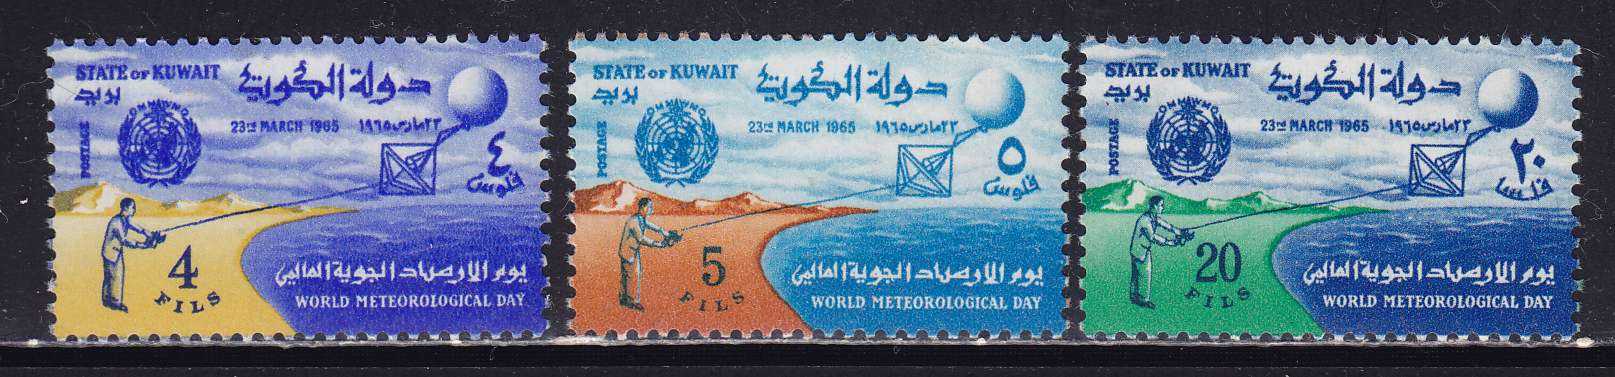 STATE OF KUWAIT دولة الكويت
بريد
POSTAGE
23RD MARCH 1965 ٢٣ مارس ١٩٦٥
٤ فلوس
4 FILS
يوم الارصاد الجوية العالمي
WORLD METEOROLOGICAL DAY
STATE OF KUWAIT دولة الكويت
بريد
POSTAGE
23RD MARCH 1965 ٢٣ مارس ١٩٦٥
٥ فلوس
5 FILS
يوم الارصاد الجوية العالمي
WORLD METEOROLOGICAL DAY
STATE OF KUWAIT دولة الكويت
بريد
POSTAGE
23RD MARCH 1965 ٢٣ مارس ١٩٦٥
٢٠ فلسا
20 FILS
يوم الارصاد الجوية العالمي
WORLD METEOROLOGICAL DAY